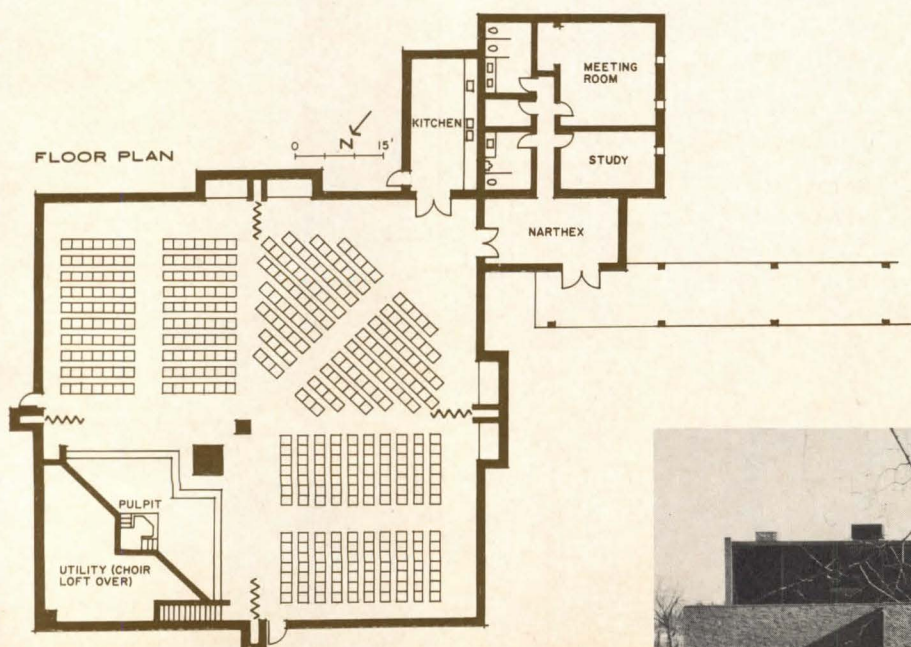 FLOOR PLAN
0 N 15'
KITCHEN
MEETING
ROOM
STUDY
NARTHEX
PULPIT
UTILITY (CHOIR
LOFT OVER)